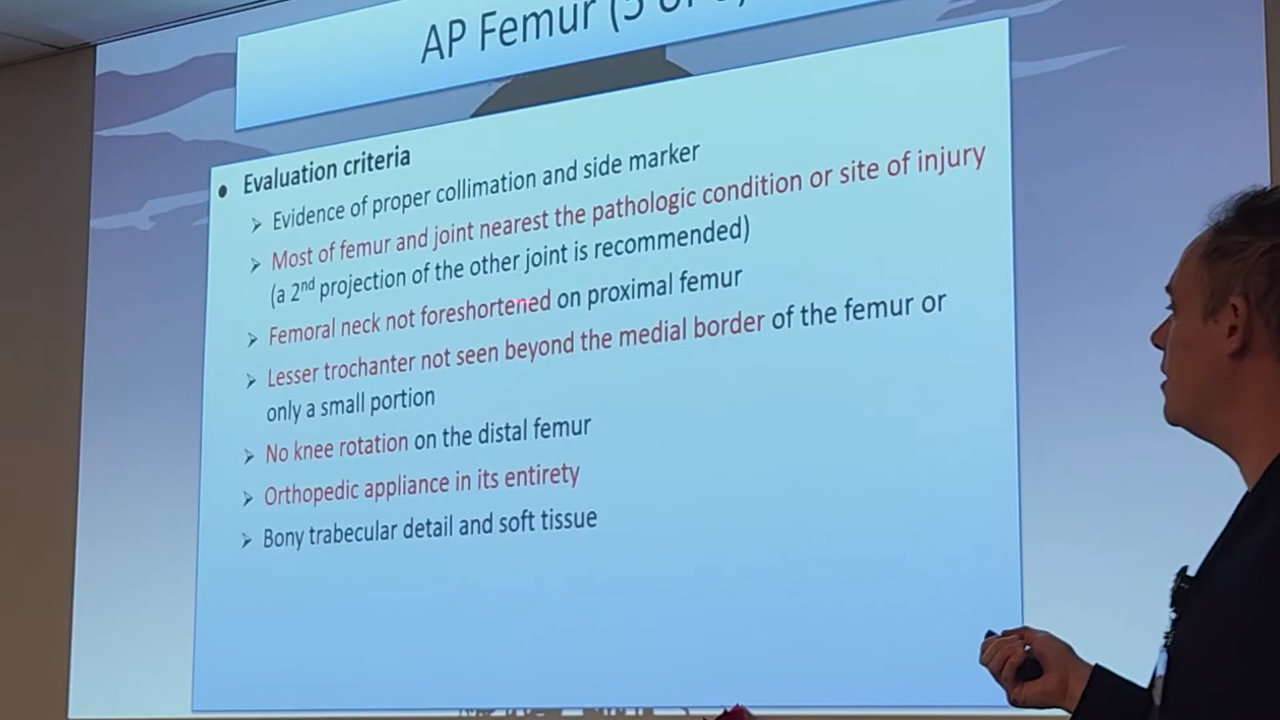 AP Femur (5 of
• Evaluation criteria
➢ Evidence of proper collimation and side marker
➢ Most of femur and joint nearest the pathologic condition or site of injury
(a 2nd projection of the other joint is recommended)
➢ Femoral neck not foreshortened on proximal femur
➢ Lesser trochanter not seen beyond the medial border of the femur or
only a small portion
➢ No knee rotation on the distal femur
➢ Orthopedic appliance in its entirety
➢ Bony trabecular detail and soft tissue